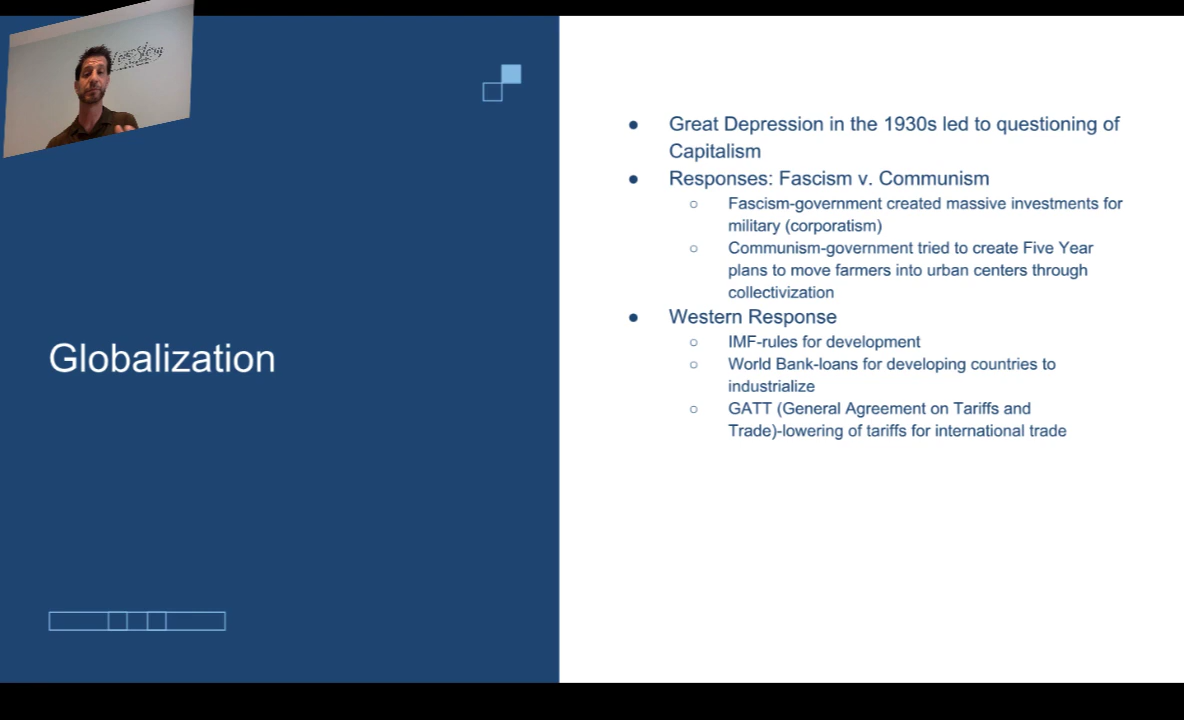 Globalization
● Great Depression in the 1930s led to questioning of
Capitalism
● Responses: Fascism v. Communism
○ Fascism-government created massive investments for
military (corporatism)
○ Communism-government tried to create Five Year
plans to move farmers into urban centers through
collectivization
● Western Response
○ IMF-rules for development
○ World Bank-loans for developing countries to
industrialize
○ GATT (General Agreement on Tariffs and
Trade)-lowering of tariffs for international trade